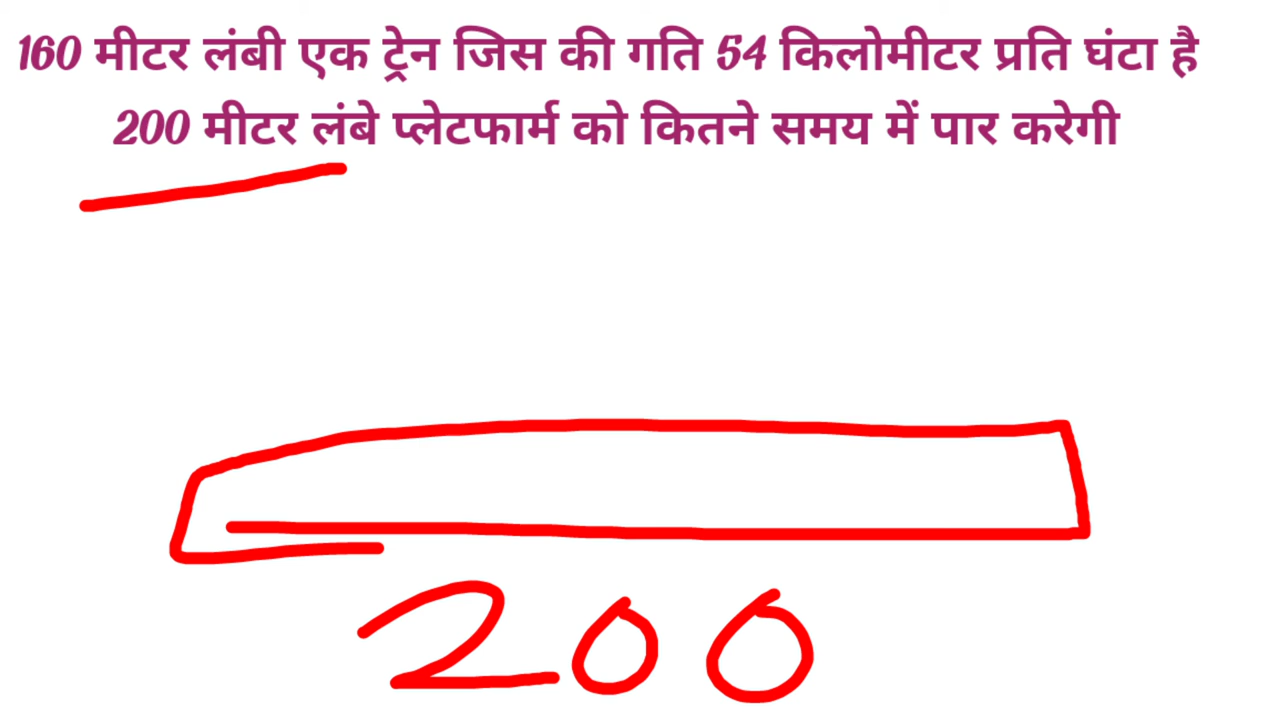 160 मीटर लंबी एक ट्रेन जिस की गति 54 किलोमीटर प्रति घंटा है
200 मीटर लंबे प्लेटफार्म को कितने समय में पार करेगी
200